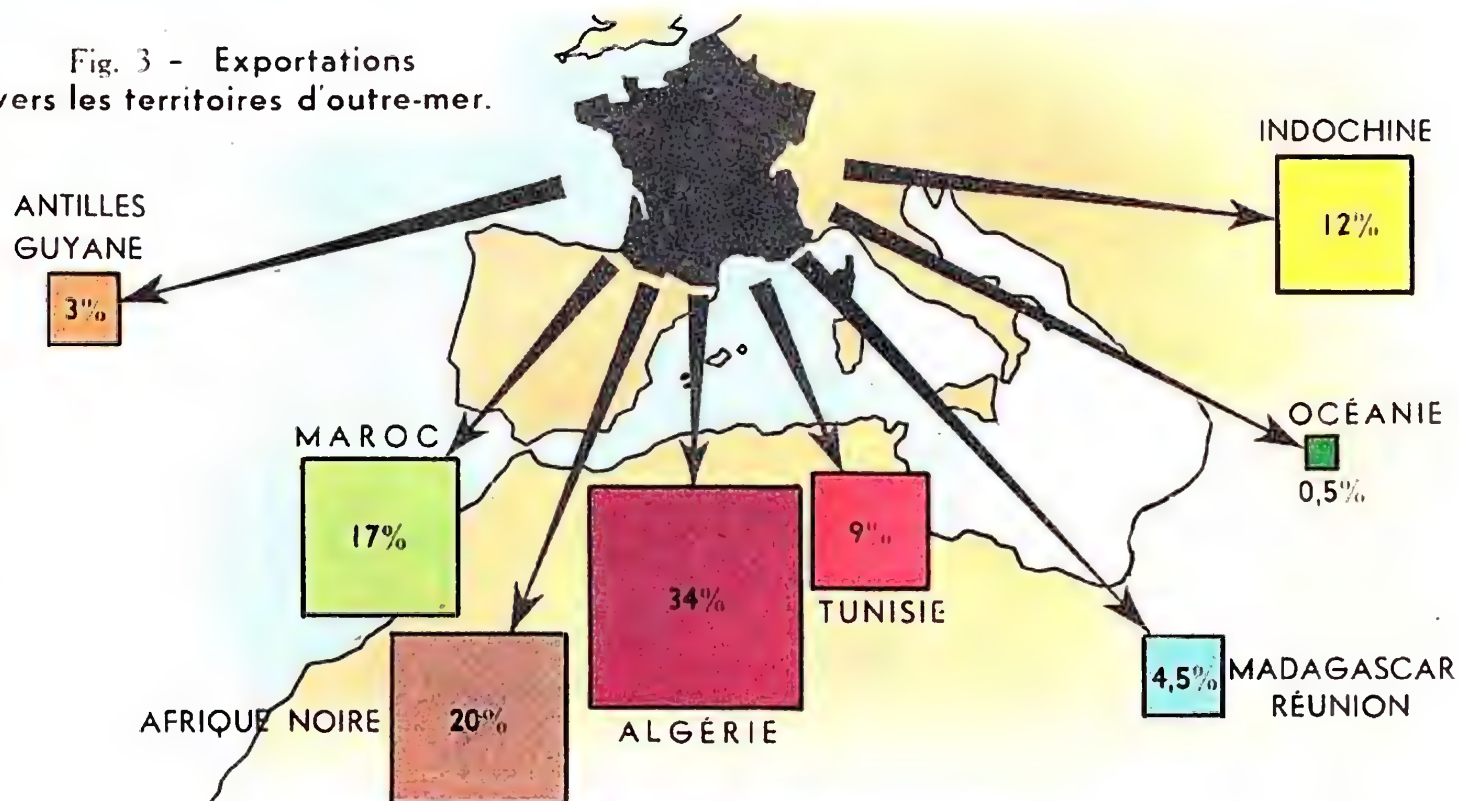 Fig. 3 - Exportations
vers les territoires d'outre-mer.
INDOCHINE
12%
ANTILLES
GUYANE
3%
OCÉANIE
0,5%
MAROC
17%
34%
9%
TUNISIE
4,5%
MADAGASCAR
RÉUNION
AFRIQUE NOIRE
20%
ALGÉRIE